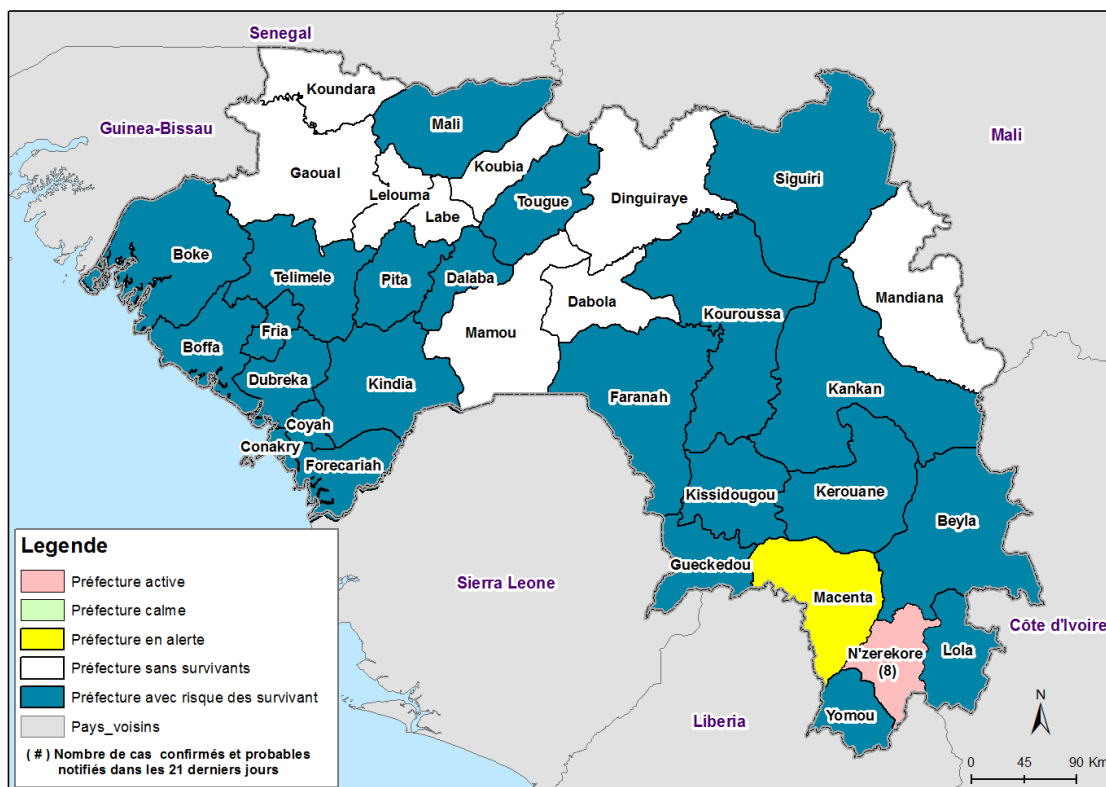 Senegal
Koundara
Guinea-Bissau
Mali
Mali
Koubia
Gaoual
Lelouma
Siguiri
Tougue
Dinguiraye
Labe
Boke
Telimele
Pita
Dalaba
Mandiana
Dabola
Kouroussa
Fria
Mamou
Boffa
Dubreka
Kindia
Kankan
Faranah
Coyah
Conakry
Forecariah
Kissidougou
Kerouane
Beyla
Gueckedou
Sierra Leone
Macenta
Côte d'Ivoire
N'zerekore
(8)
Lola
Yomou
Liberia
Legende
Préfecture active
Préfecture calme
Préfecture en alerte
Préfecture sans survivants
Préfecture avec risque des survivant
Pays_voisins
( # ) Nombre de cas confirmés et probables
notifiés dans les 21 derniers jours
N
0 45 90 Km